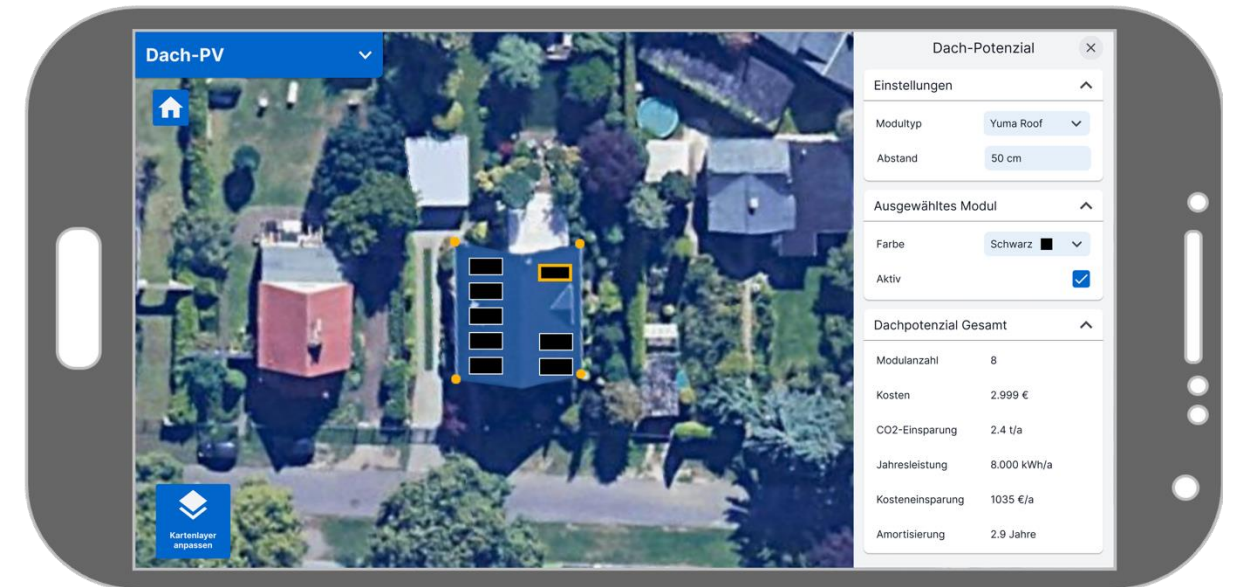 Dach-PV
Kartenlayer
anpassen
Dach-Potenzial
Einstellungen
Modultyp Yuma Roof
Abstand 50 cm
Ausgewähltes Modul
Farbe Schwarz
Aktiv
Dachpotenzial Gesamt
Modulanzahl 8
Kosten 2.999 €
CO2-Einsparung 2.4 t/a
Jahresleistung 8.000 kWh/a
Kosteneinsparung 1035 €/a
Amortisierung 2.9 Jahre